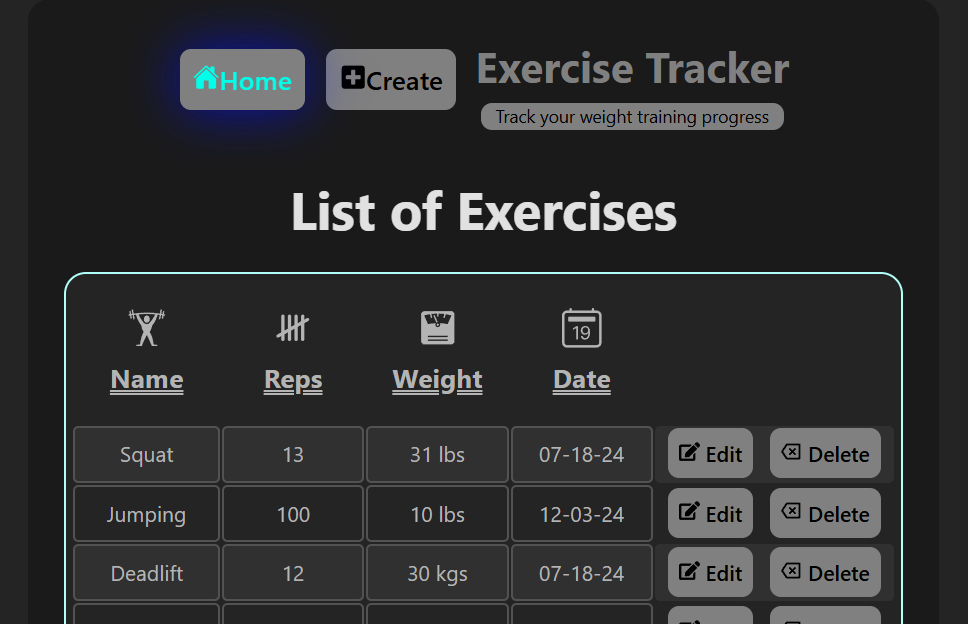 Home Create Exercise Tracker
Track your weight training progress
List of Exercises
19
Name Reps Weight Date
Squat 13 31 lbs 07-18-24 Edit Delete
Jumping 100 10 lbs 12-03-24 Edit Delete
Deadlift 12 30 kgs 07-18-24 Edit Delete